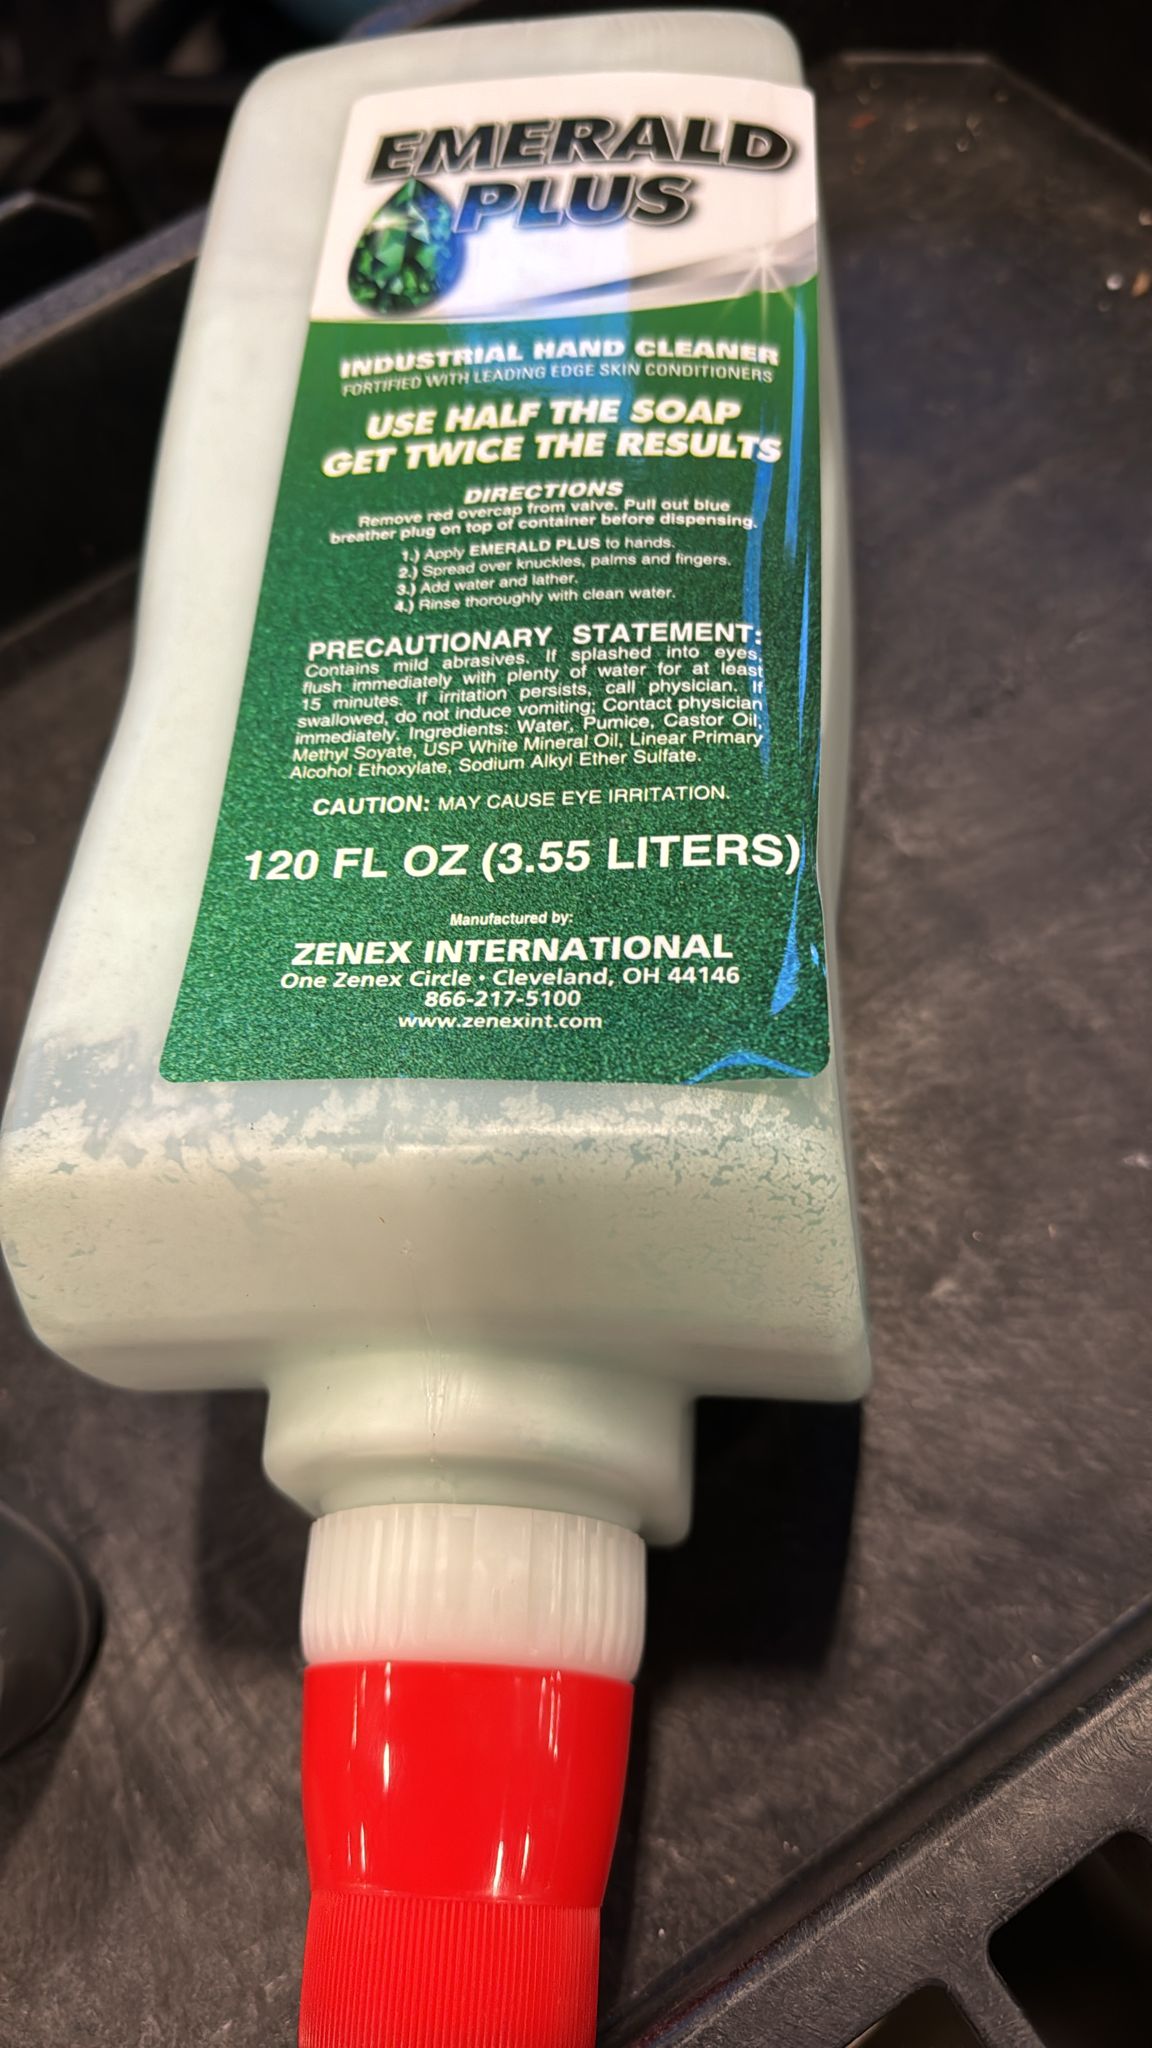 EMERALD
PLUS
INDUSTRIAL HAND CLEANER
FORTIFIED WITH LEADING EDGE SKIN CONDITIONERS
USE HALF THE SOAP
GET TWICE THE RESULTS
DIRECTIONS
Remove red overcap from valve. Pull out blue
breather plug on top of container before dispensing.
1.) Apply EMERALD PLUS to hands.
2.) Spread over knuckles, palms and fingers.
3.) Add water and lather.
4.) Rinse thoroughly with clean water.
PRECAUTIONARY STATEMENT:
Contains mild abrasives. If splashed into eyes,
flush immediately with plenty of water for at least
15 minutes. If irritation persists, call physician. If
swallowed, do not induce vomiting; Contact physician
immediately. Ingredients: Water, Pumice, Castor Oil,
Methyl Soyate, USP White Mineral Oil, Linear Primary
Alcohol Ethoxylate, Sodium Alkyl Ether Sulfate.
CAUTION: MAY CAUSE EYE IRRITATION.
120 FL OZ (3.55 LITERS)
Manufactured by:
ZENEX INTERNATIONAL
One Zenex Circle • Cleveland, OH 44146
866-217-5100
www.zenexint.com